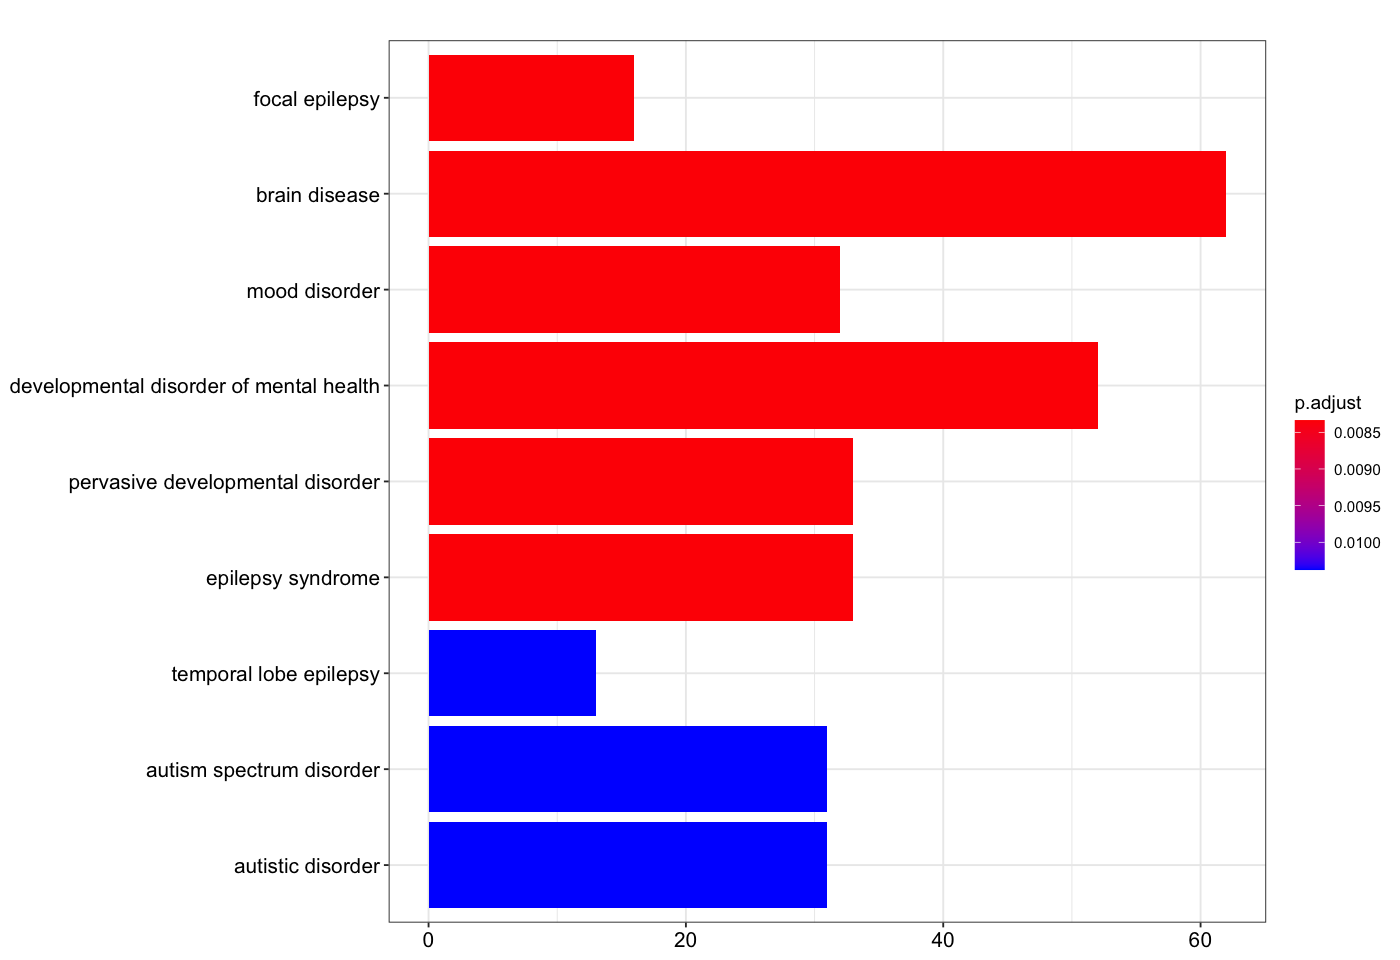 focal epilepsy
brain disease
mood disorder
developmental disorder of mental health
pervasive developmental disorder
epilepsy syndrome
temporal lobe epilepsy
autism spectrum disorder
autistic disorder
0 20 40 60
p.adjust
0.0085
0.0090
0.0095
0.0100